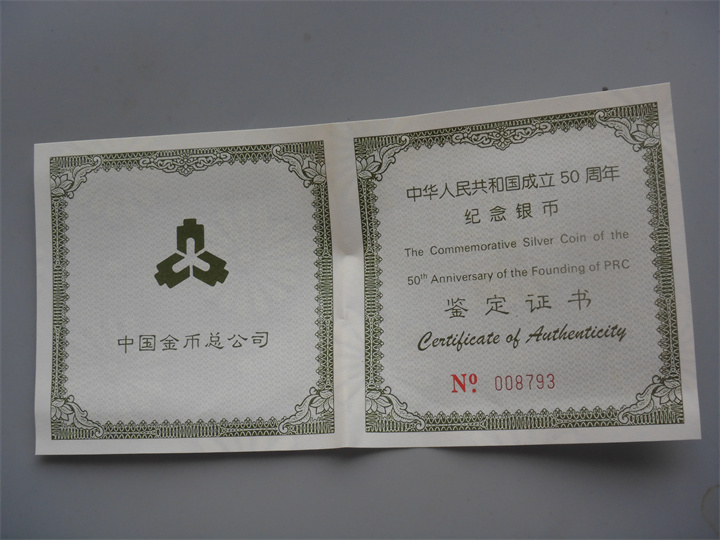 中国金币总公司
中华人民共和国成立50周年
纪念银币
The Commemorative Silver Coin of the
50th Anniversary of the Founding of PRC
鉴定证书
Certificate of Authenticity
Nº. 008793